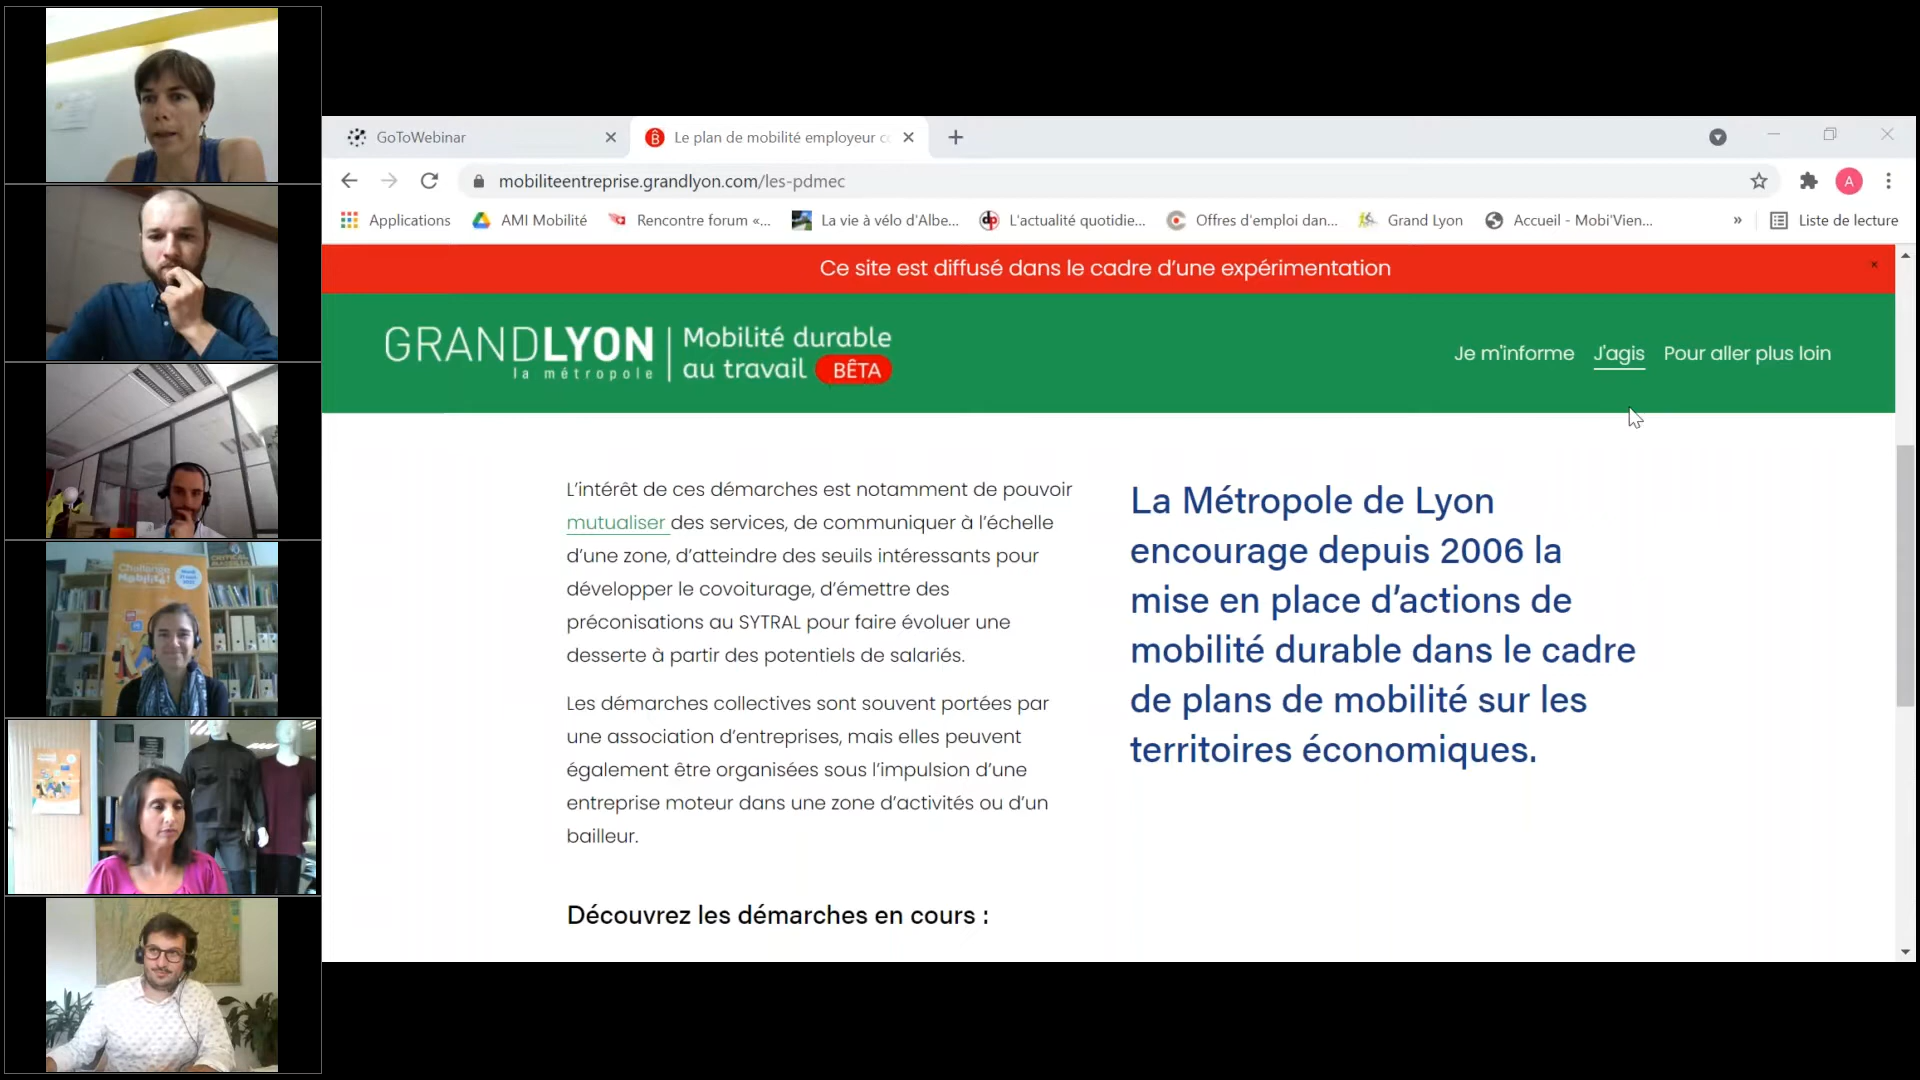 GoToWebinar
Le plan de mobilité employeur c
mobiliteentreprise.grandlyon.com/les-pdmec
Applications
AMI Mobilité
Rencontre forum «...
La vie à vélo d'Albe...
L'actualité quotidie...
Offres d'emploi dan...
Grand Lyon
Accueil - Mobi'Vien...
»
Liste de lecture
A
Ce site est diffusé dans le cadre d'une expérimentation
GRANDLYON
la métropole
Mobilité durable
au travail BÊTA
Je m'informe
J'agis
Pour aller plus loin
L'intérêt de ces démarches est notamment de pouvoir
mutualiser des services, de communiquer à l'échelle
d'une zone, d'atteindre des seuils intéressants pour
développer le covoiturage, d'émettre des
préconisations au SYTRAL pour faire évoluer une
desserte à partir des potentiels de salariés.
Les démarches collectives sont souvent portées par
une association d'entreprises, mais elles peuvent
également être organisées sous l'impulsion d'une
entreprise moteur dans une zone d'activités ou d'un
bailleur.
Découvrez les démarches en cours :
La Métropole de Lyon
encourage depuis 2006 la
mise en place d'actions de
mobilité durable dans le cadre
de plans de mobilité sur les
territoires économiques.
Challenge
Mobilité